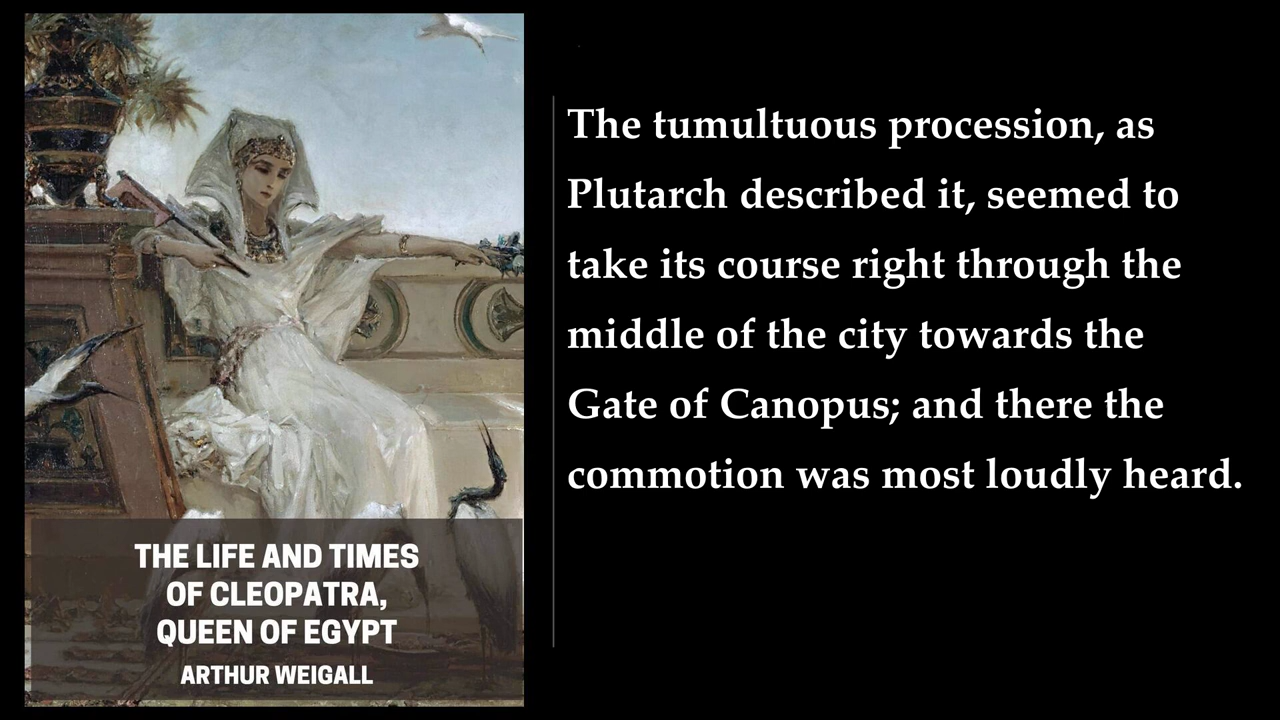 THE LIFE AND TIMES
OF CLEOPATRA,
QUEEN OF EGYPT
ARTHUR WEIGALL
The tumultuous procession, as
Plutarch described it, seemed to
take its course right through the
middle of the city towards the
Gate of Canopus; and there the
commotion was most loudly heard.